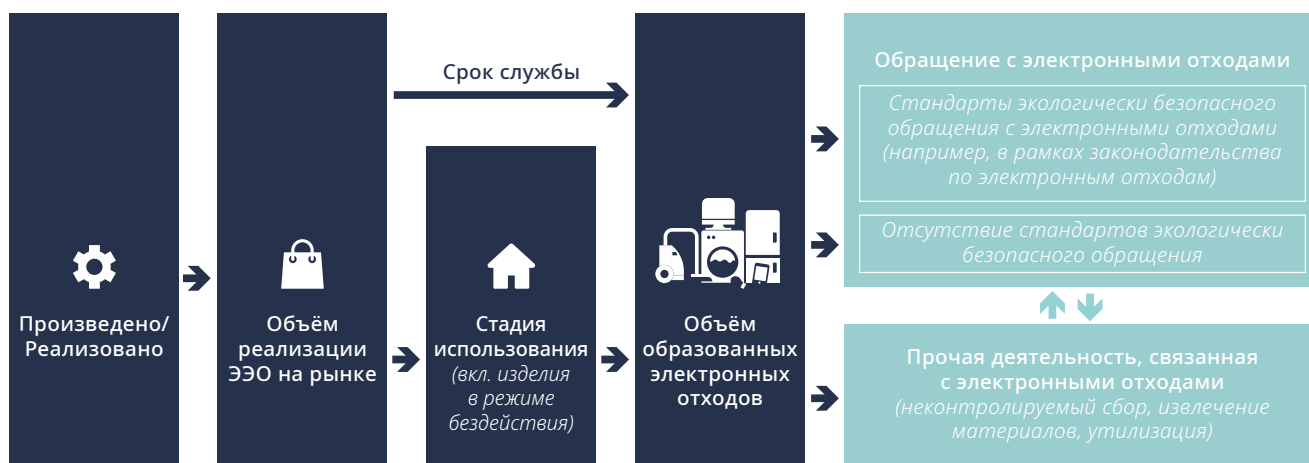 Произведено/
Реализовано
Объём
реализации
ЭЭО на рынке
Срок службы
Стадия
использования
(вкл. изделия
в режиме
бездействия)
Объём
образованных
электронных
отходов
Обращение с электронными отходами
Стандарты экологически безопасного
обращения с электронными отходами
(например, в рамках законодательства
по электронным отходам)
Отсутствие стандартов экологически
безопасного обращения
Прочая деятельность, связанная
с электронными отходами
(неконтролируемый сбор, извлечение
материалов, утилизация)